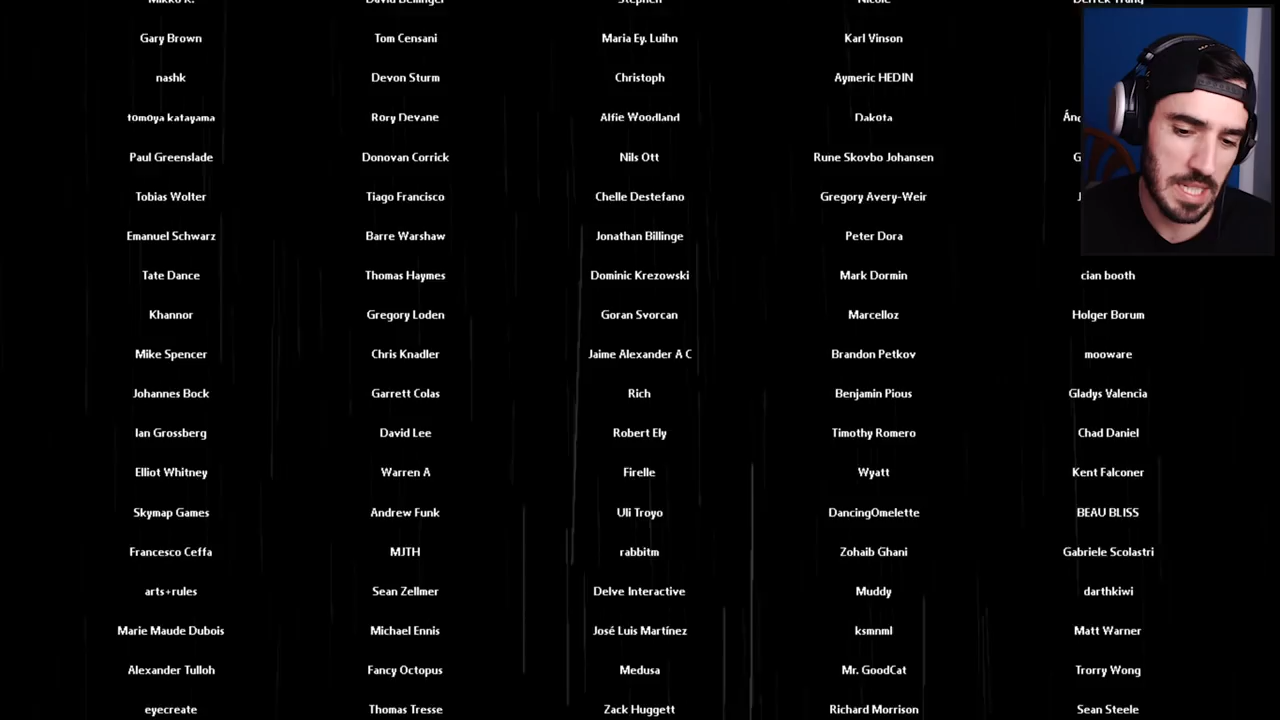 Mikko R. David Bellinger Stephen Nicole Derrek Trang
Gary Brown Tom Censani Maria Ey. Luihn Karl Vinson
nashk Devon Sturm Christoph Aymeric HEDIN
tomoya katayama Rory Devane Alfie Woodland Dakota
Paul Greenslade Donovan Corrick Nils Ott Rune Skovbo Johansen
Tobias Wolter Tiago Francisco Chelle Destefano Gregory Avery-Weir
Emanuel Schwarz Barre Warshaw Jonathan Billinge Peter Dora
Tate Dance Thomas Haymes Dominic Krezowski Mark Dormin cian booth
Khannor Gregory Loden Goran Svorcan Marcelloz Holger Borum
Mike Spencer Chris Knadler Jaime Alexander A C Brandon Petkov mooware
Johannes Bock Garrett Colas Rich Benjamin Pious Gladys Valencia
Ian Grossberg David Lee Robert Ely Timothy Romero Chad Daniel
Elliot Whitney Warren A Firelle Wyatt Kent Falconer
Skymap Games Andrew Funk Uli Troyo DancingOmelette BEAU BLISS
Francesco Ceffa MJTH rabbitm Zohaib Ghani Gabriele Scolastri
arts+rules Sean Zellmer Delve Interactive Muddy darthkiwi
Marie Maude Dubois Michael Ennis José Luis Martínez ksmnml Matt Warner
Alexander Tulloh Fancy Octopus Medusa Mr. GoodCat Trorry Wong
eyecreate Thomas Tresse Zack Huggett Richard Morrison Sean Steele